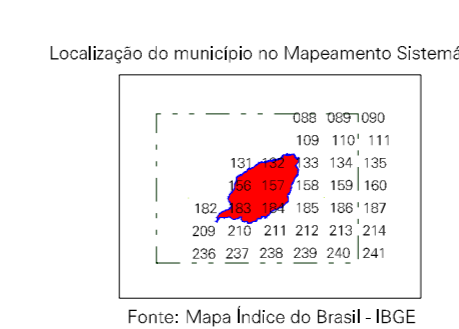 Localização do município no Mapeamento Sistemá
088 089 090
109 110 111
131 132 133 134 135
156 157 158 159 160
182 183 184 185 186 187
209 210 211 212 213 214
236 237 238 239 240 241
Fonte: Mapa Índice do Brasil - IBGE